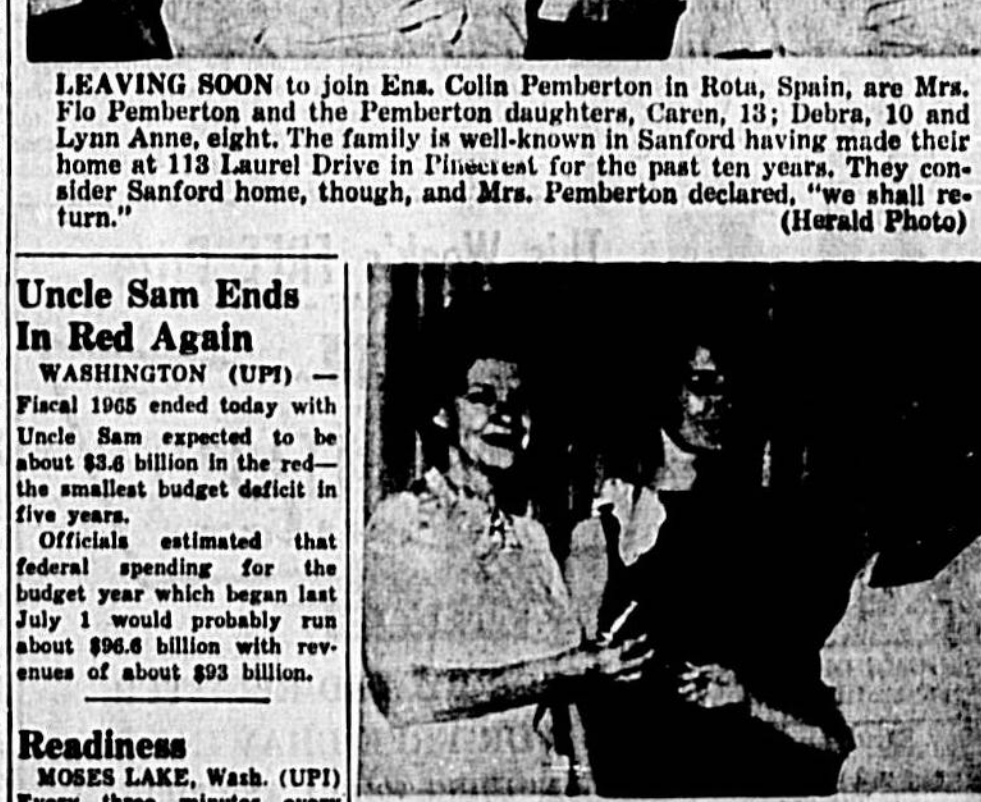 LEAVING SOON to join Ens. Colin Pemberton in Rota, Spain, are Mrs.
Flo Pemberton and the Pemberton daughters, Caren, 13; Debra, 10 and
Lynn Anne, eight. The family is well-known in Sanford having made their
home at 113 Laurel Drive in Pinecrest for the past ten years. They con-
sider Sanford home, though, and Mrs. Pemberton declared, "we shall re-
turn."
(Herald Photo)
Uncle Sam Ends
In Red Again
WASHINGTON (UPI) —
Fiscal 1965 ended today with
Uncle Sam expected to be
about $3.6 billion in the red—
the smallest budget deficit in
five years.
Officials estimated that
federal spending for the
budget year which began last
July 1 would probably run
about $96.6 billion with rev-
enues of about $93 billion.
Readiness
MOSES LAKE, Wash. (UPI)
Every three minutes every